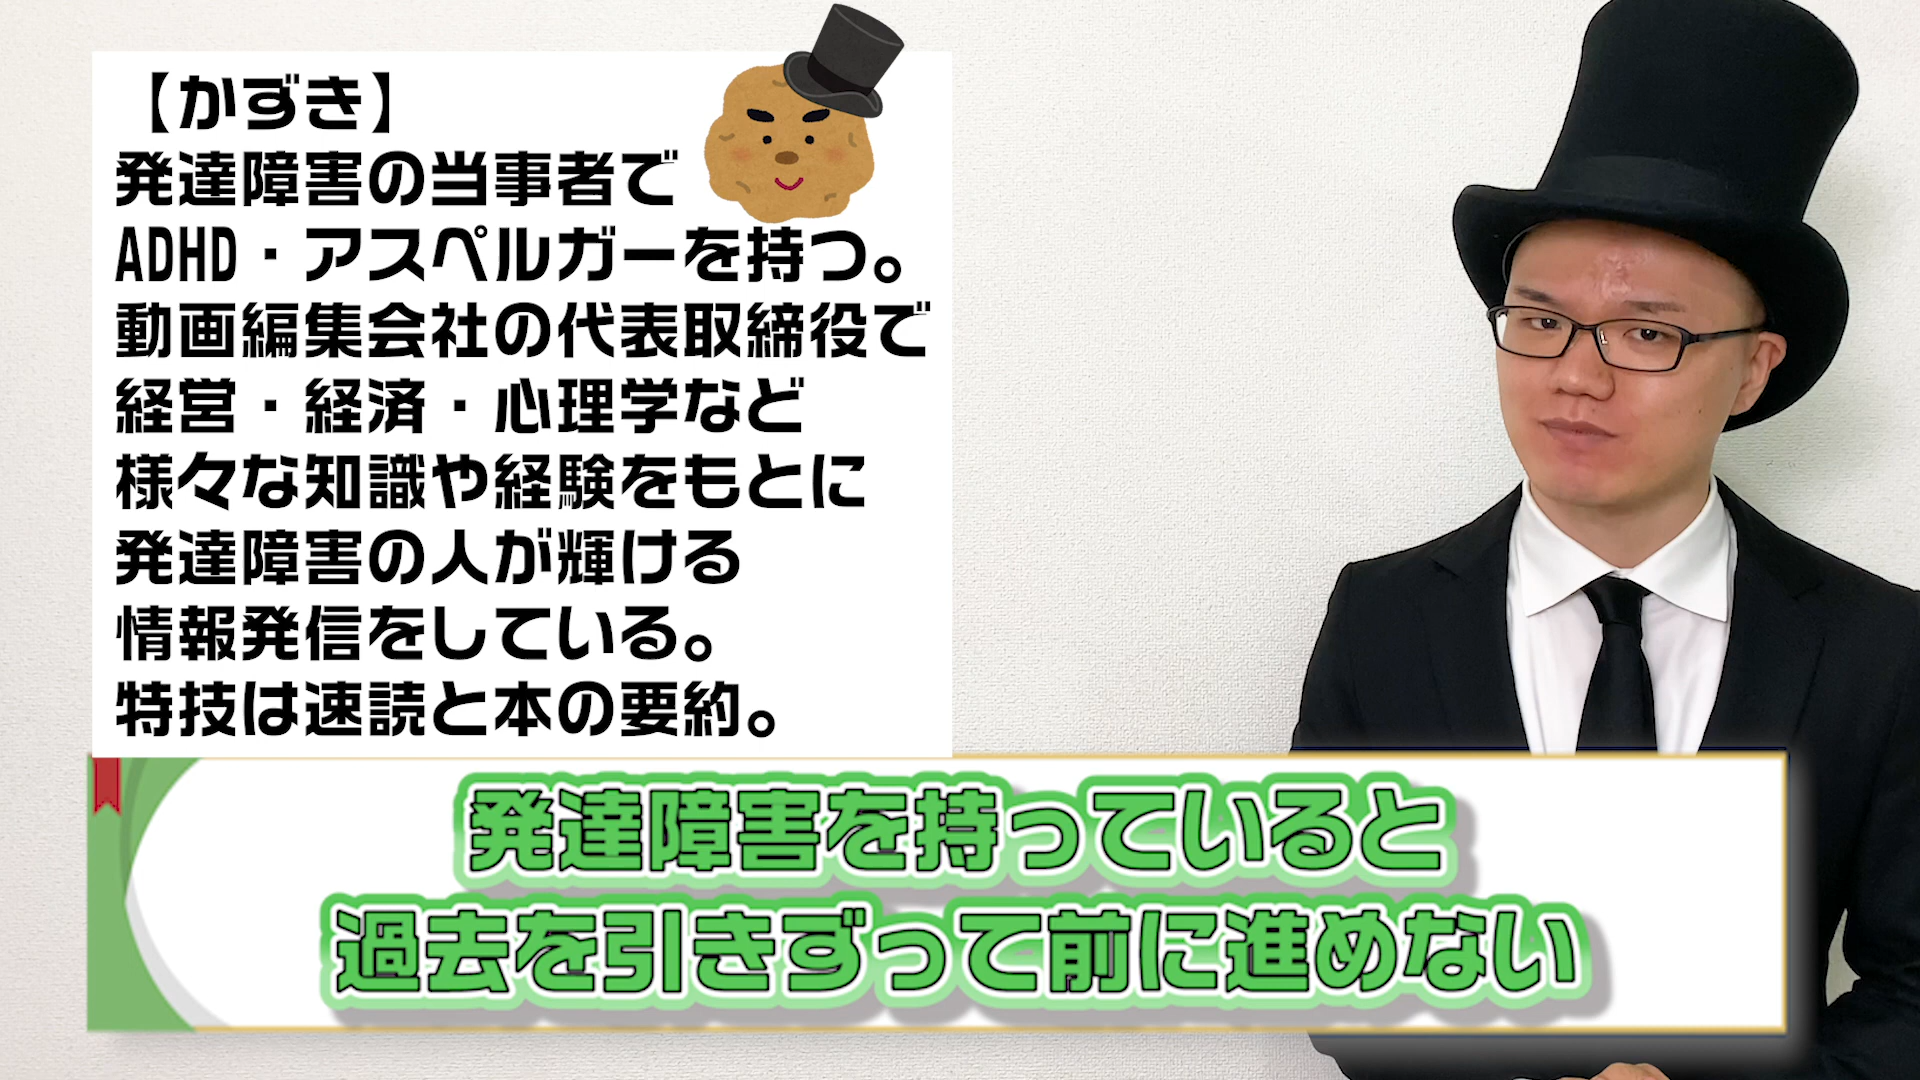 【かずき】
発達障害の当事者で
ADHD・アスペルガーを持つ。
動画編集会社の代表取締役で
経営・経済・心理学など
様々な知識や経験をもとに
発達障害の人が輝ける
情報発信をしている。
特技は速読と本の要約。
発達障害を持っていると
過去を引きずって前に進めない